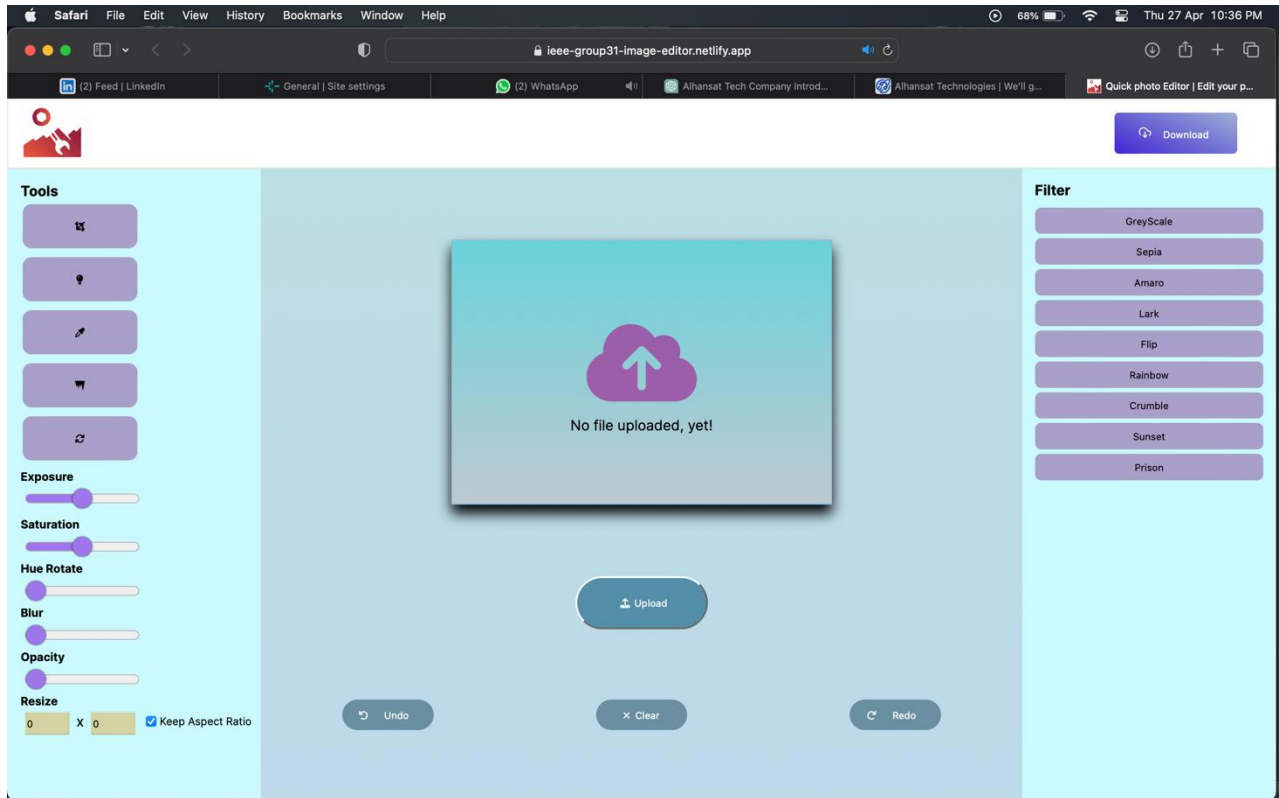 Safari File Edit View History Bookmarks Window Help 68% Thu 27 Apr 10:36 PM
ieee-group31-image-editor.netlify.app
(2) Feed | LinkedIn General | Site settings (2) WhatsApp Alhansat Tech Company Introd... Alhansat Technologies | We'll g... Quick photo Editor | Edit your p...
Download
Tools
Exposure
Saturation
Hue Rotate
Blur
Opacity
Resize
0 X 0 Keep Aspect Ratio
No file uploaded, yet!
Upload
Undo Clear Redo
Filter
GreyScale
Sepia
Amaro
Lark
Flip
Rainbow
Crumble
Sunset
Prison